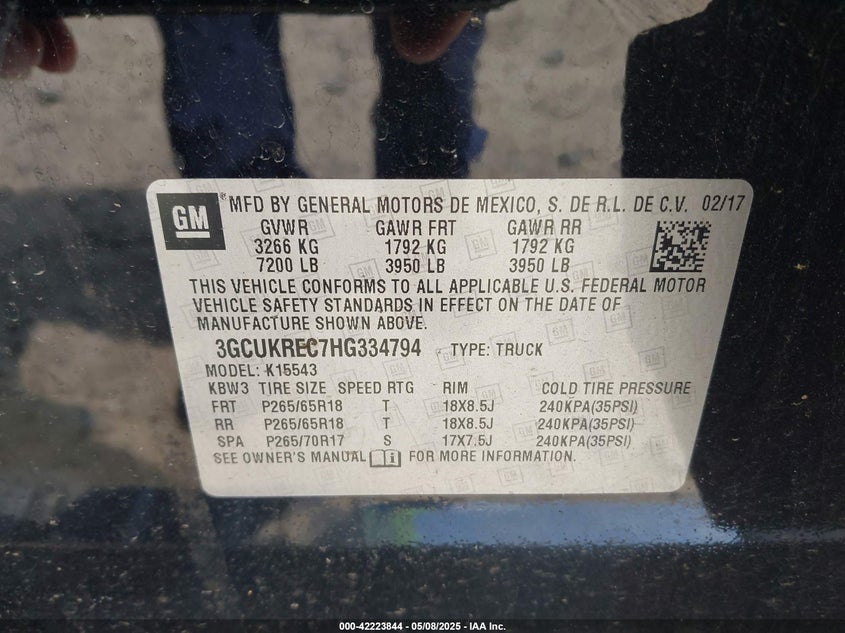 GM ® MFD BY GENERAL MOTORS DE MEXICO, S. DE R.L. DE C.V. 02/17
GVWR GAWR FRT GAWR RR
3266 KG 1792 KG 1792 KG
7200 LB 3950 LB 3950 LB
THIS VEHICLE CONFORMS TO ALL APPLICABLE U.S. FEDERAL MOTOR
VEHICLE SAFETY STANDARDS IN EFFECT ON THE DATE OF
MANUFACTURE SHOWN ABOVE.
3GCUKREC7HG334794 TYPE: TRUCK
MODEL: K15543
KBW3 TIRE SIZE SPEED RTG RIM COLD TIRE PRESSURE
FRT P265/65R18 T 18X8.5J 240KPA(35PSI)
RR P265/65R18 T 18X8.5J 240KPA(35PSI)
SPA P265/70R17 S 17X7.5J 240KPA(35PSI)
SEE OWNER'S MANUAL FOR MORE INFORMATION.
000-42223844 05/08/2025 - IAA Inc.